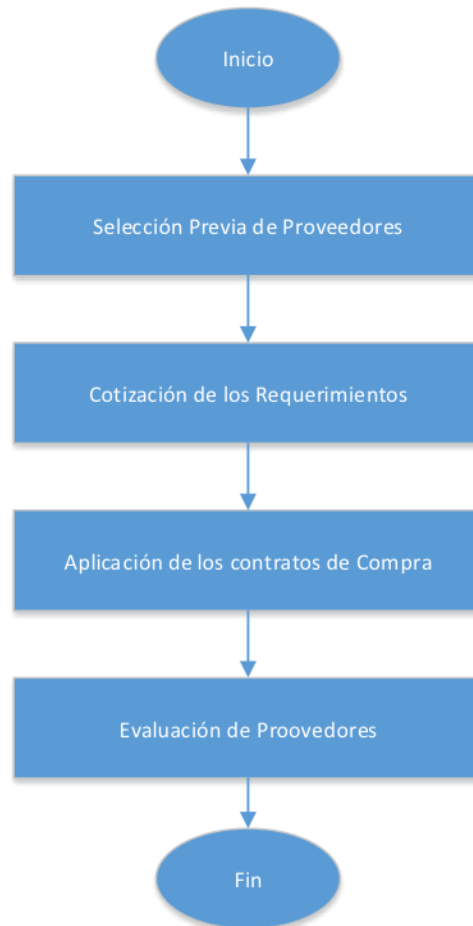 Inicio
Selección Previa de Proveedores
Cotización de los Requerimientos
Aplicación de los contratos de Compra
Evaluación de Proovedores
Fin